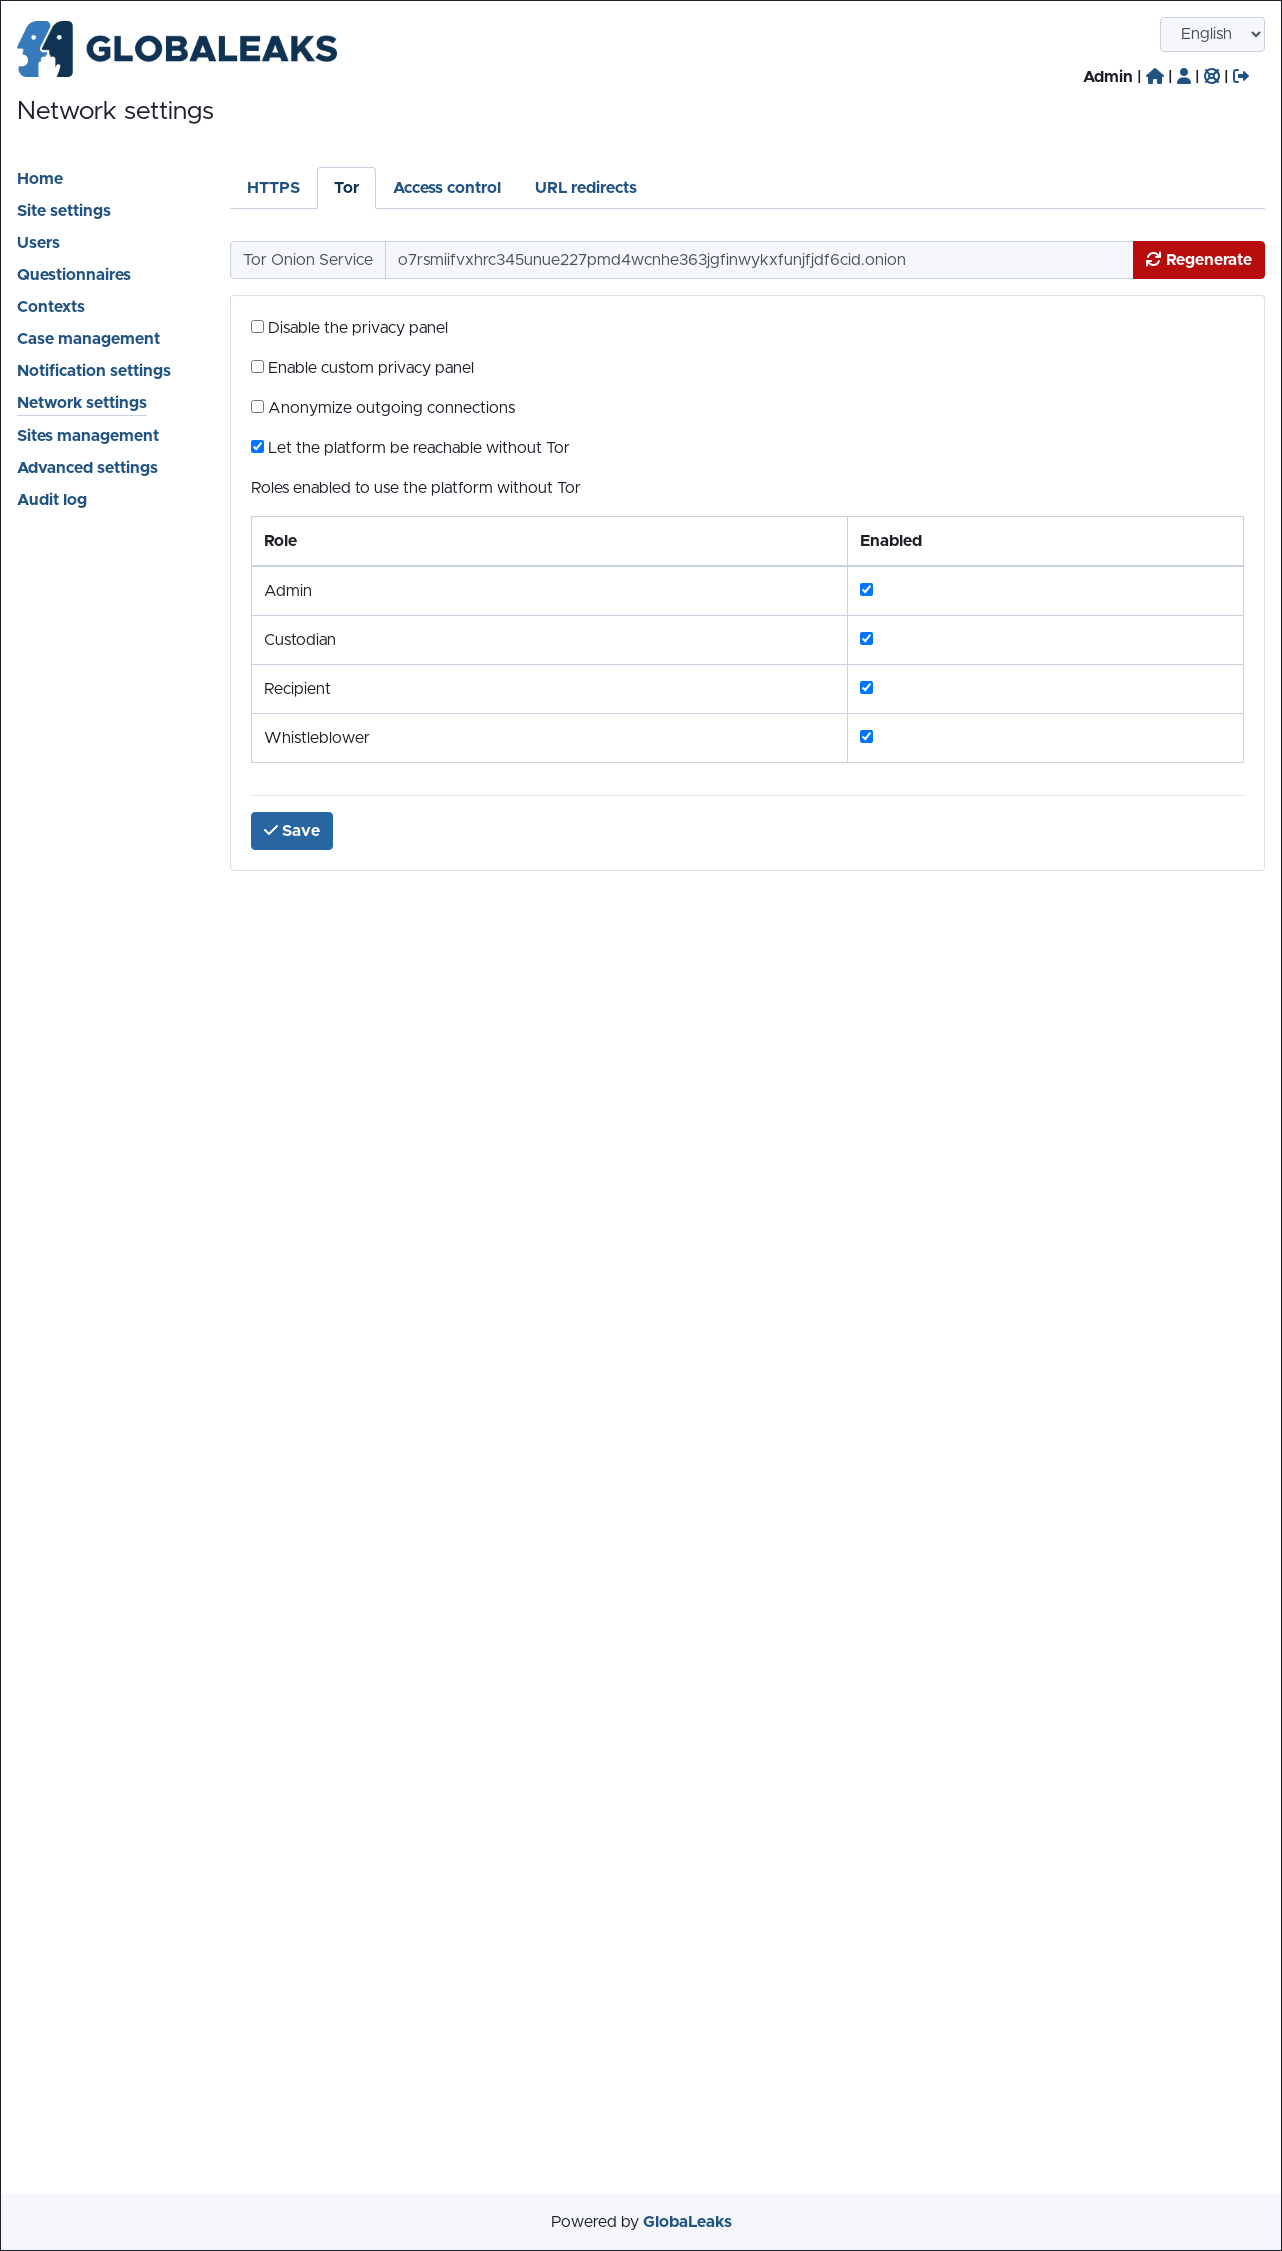 GLOBALEAKS
English
Admin | | | |
Network settings
Home
Site settings
Users
Questionnaires
Contexts
Case management
Notification settings
Network settings
Sites management
Advanced settings
Audit log
HTTPS Tor Access control URL redirects
Tor Onion Service o7rsmiifvxhrc345unue227pmd4wcnhe363jgfinwykxfunjfjdf6cid.onion Regenerate
Disable the privacy panel
Enable custom privacy panel
Anonymize outgoing connections
Let the platform be reachable without Tor
Roles enabled to use the platform without Tor
Role Enabled
Admin
Custodian
Recipient
Whistleblower
Save
Powered by GlobaLeaks